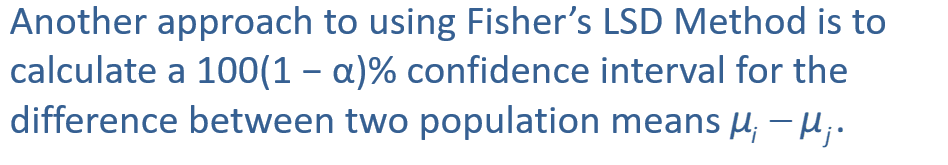 Another approach to using Fisher’s LSD Method is to
calculate a 100(1 − α)% confidence interval for the
difference between two population means μᵢ − μⱼ.